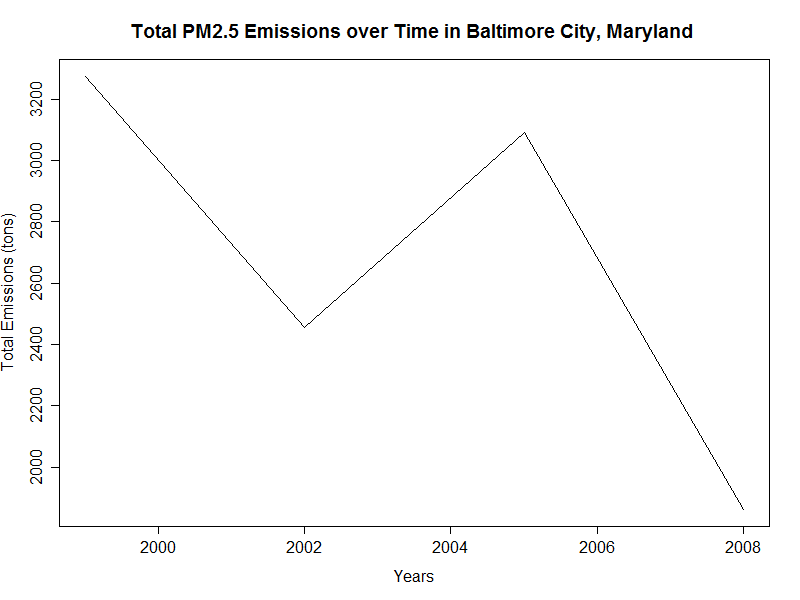 Total PM2.5 Emissions over Time in Baltimore City, Maryland
Total Emissions (tons)
3200
3000
2800
2600
2400
2200
2000
2000 2002 2004 2006 2008
Years